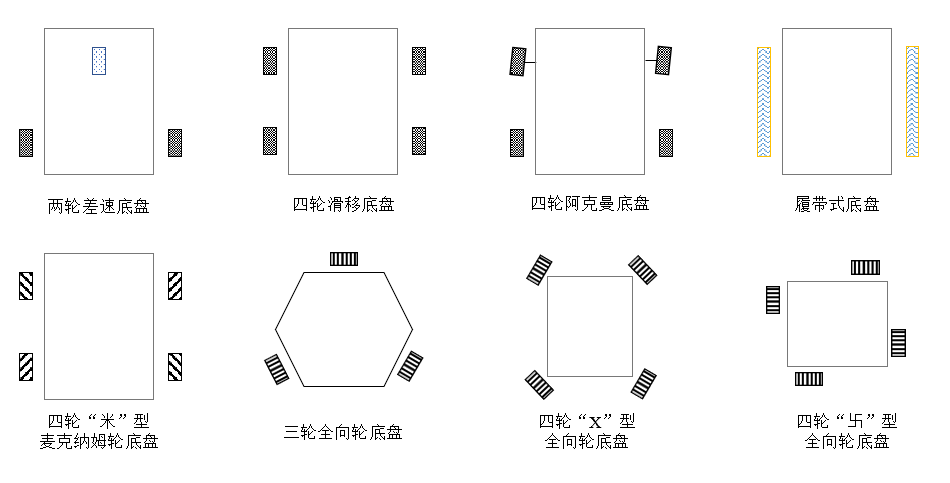 两轮差速底盘
四轮滑移底盘
四轮阿克曼底盘
履带式底盘
四轮“米”型
麦克纳姆轮底盘
三轮全向轮底盘
四轮“X”型
全向轮底盘
四轮“卐”型
全向轮底盘